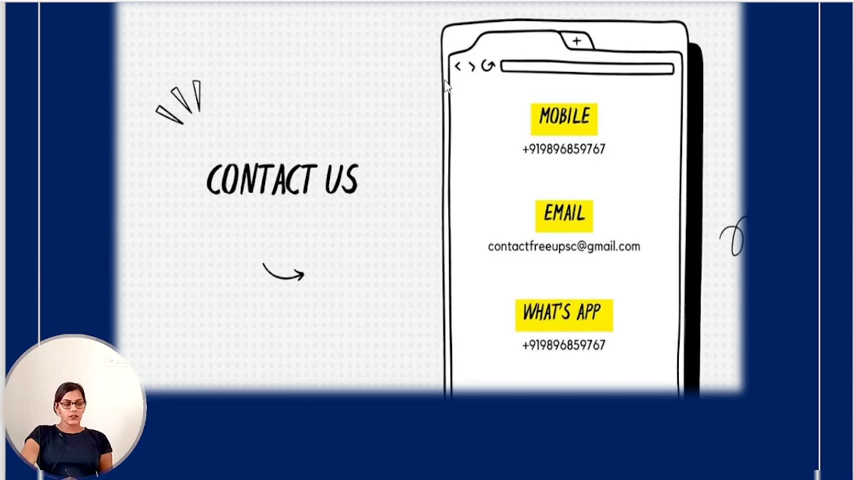 CONTACT US
MOBILE
+919896859767
EMAIL
contactfreeupsc@gmail.com
WHAT'S APP
+919896859767